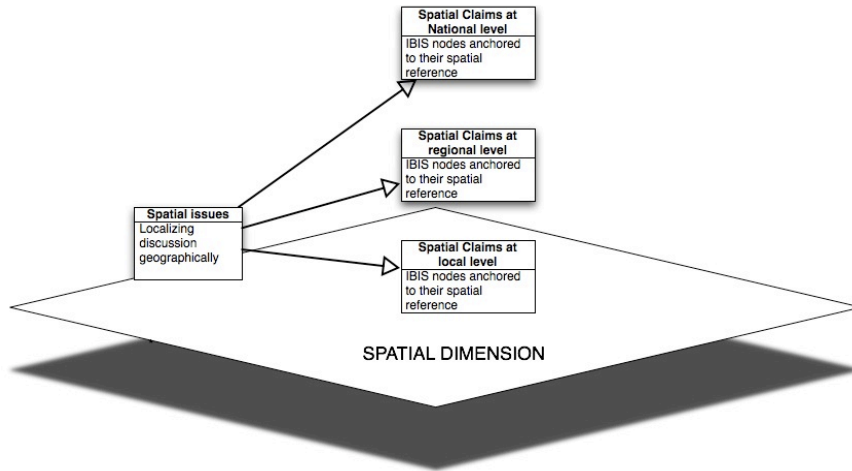 Spatial Claims at
National level
IBIS nodes anchored
to their spatial
reference
Spatial Claims at
regional level
IBIS nodes anchored
to their spatial
reference
Spatial issues
Localizing
discussion
geographically
Spatial Claims at
local level
IBIS nodes anchored
to their spatial
reference
SPATIAL DIMENSION